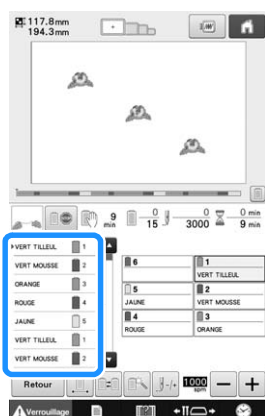 117.8mm
194.3mm
9 min
0
15
0
3000
0 min
9 min
VERT TILLEUL 1
VERT MOUSSE 2
ORANGE 3
ROUGE 4
JAUNE 5
VERT TILLEUL 1
VERT MOUSSE 2
6
1
VERT TILLEUL
5
JAUNE
2
VERT MOUSSE
4
ROUGE
3
ORANGE
Retour
1000
spm
Verrouillage